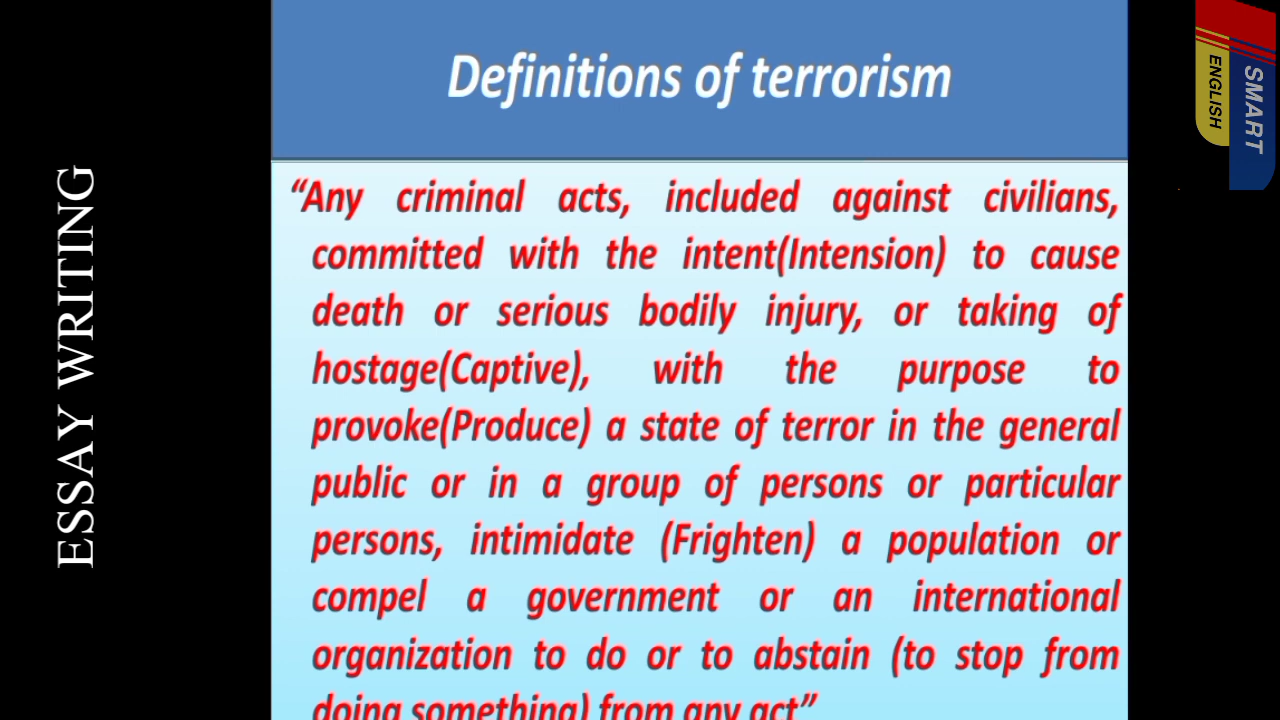 Definitions of terrorism
“Any criminal acts, included against civilians,
committed with the intent(Intension) to cause
death or serious bodily injury, or taking of
hostage(Captive), with the purpose to
provoke(Produce) a state of terror in the general
public or in a group of persons or particular
persons, intimidate (Frighten) a population or
compel a government or an international
organization to do or to abstain (to stop from
doing something) from any act”
ESSAY WRITING
SMART
ENGLISH